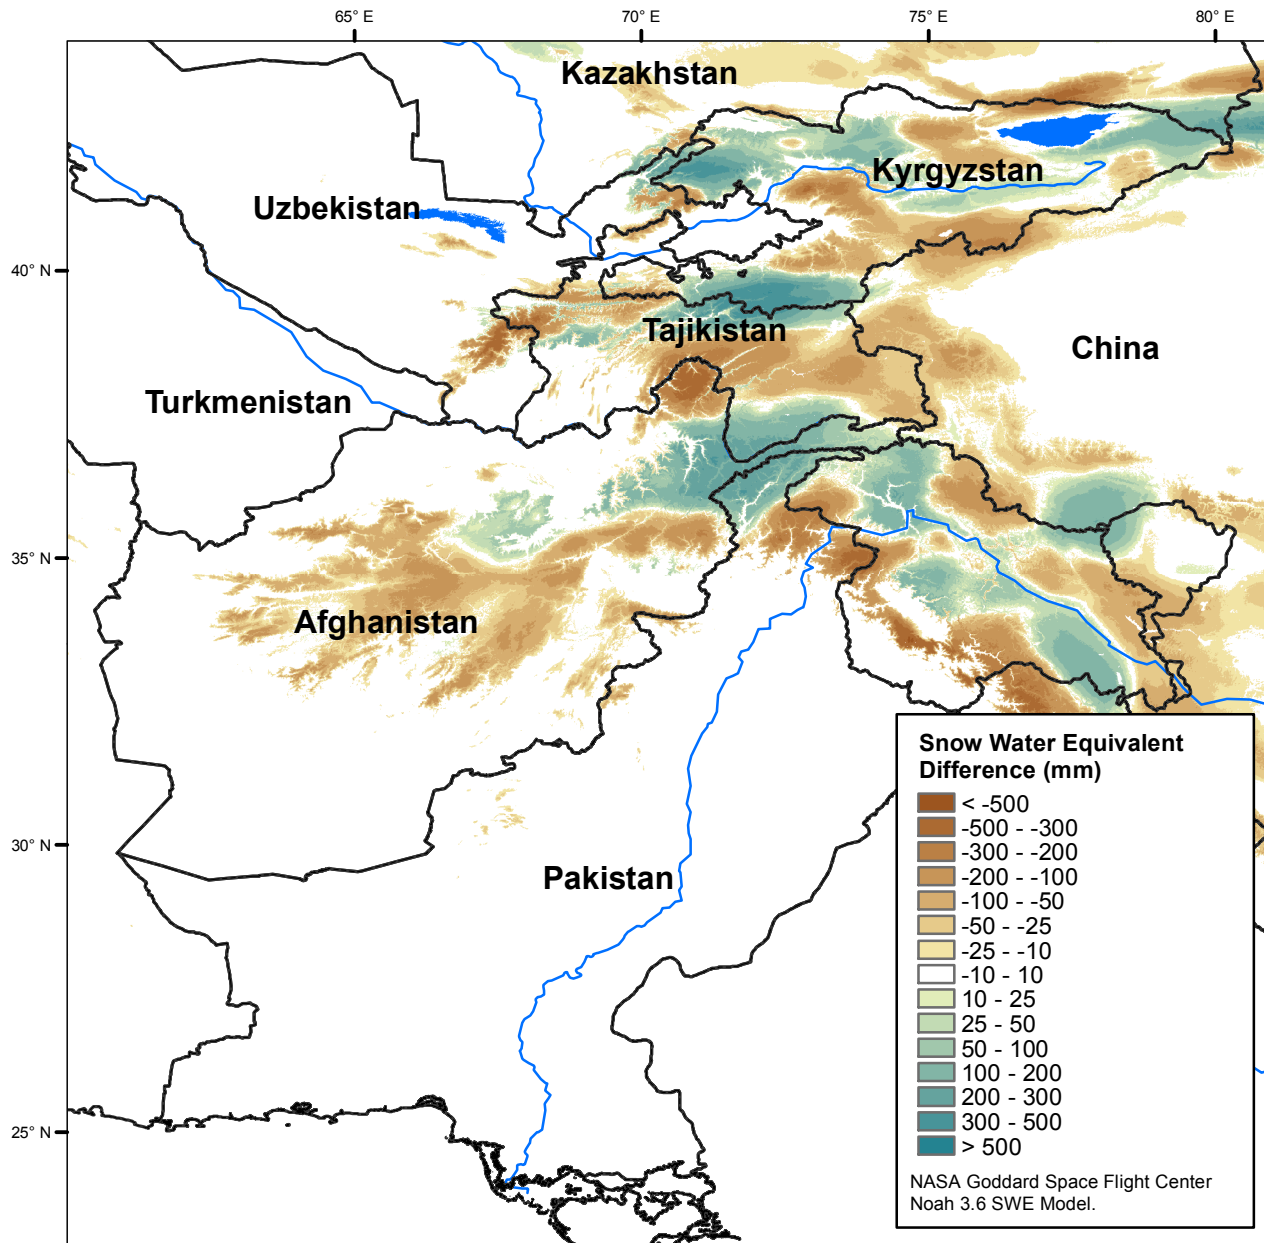 65° E
70° E
75° E
80° E
Kazakhstan
Kyrgyzstan
Uzbekistan
40° N
Tajikistan
China
Turkmenistan
35° N
Afghanistan
30° N
Pakistan
25° N
Snow Water Equivalent
Difference (mm)
< -500
-500 - -300
-300 - -200
-200 - -100
-100 - -50
-50 - -25
-25 - -10
-10 - 10
10 - 25
25 - 50
50 - 100
100 - 200
200 - 300
300 - 500
> 500
NASA Goddard Space Flight Center
Noah 3.6 SWE Model.